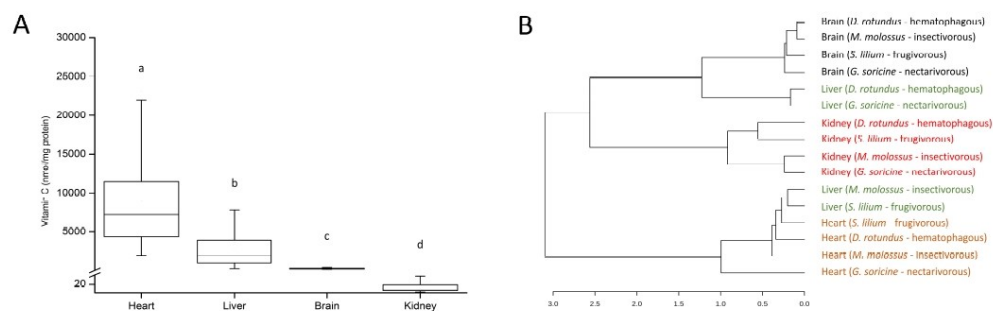 A
30000
25000
20000
15000
10000
5000
20
Vitamin C (nmo/mg protein)
a
b
c
d
Heart
Liver
Brain
Kidney
B
Brain (D. rotundus - hematophagous)
Brain (M. molossus - insectivorous)
Brain (S. lilium - frugivorous)
Brain (G. soricine - nectarivorous)
Liver (D. rotundus - hematophagous)
Liver (G. soricine - nectarivorous)
Kidney (D. rotundus - hematophagous)
Kidney (S. lilium - frugivorous)
Kidney (M. molossus - insectivorous)
Kidney (G. soricine - nectarivorous)
Liver (M. molossus - insectivorous)
Liver (S. lilium - frugivorous)
Heart (S. lilium frugivorous)
Heart (D. rotundus - hematophagous)
Heart (M. molossus - insectivorous)
Heart (G. soricine - nectarivorous)
3.0
2.5
2.0
1.5
1.0
0.5
0.0